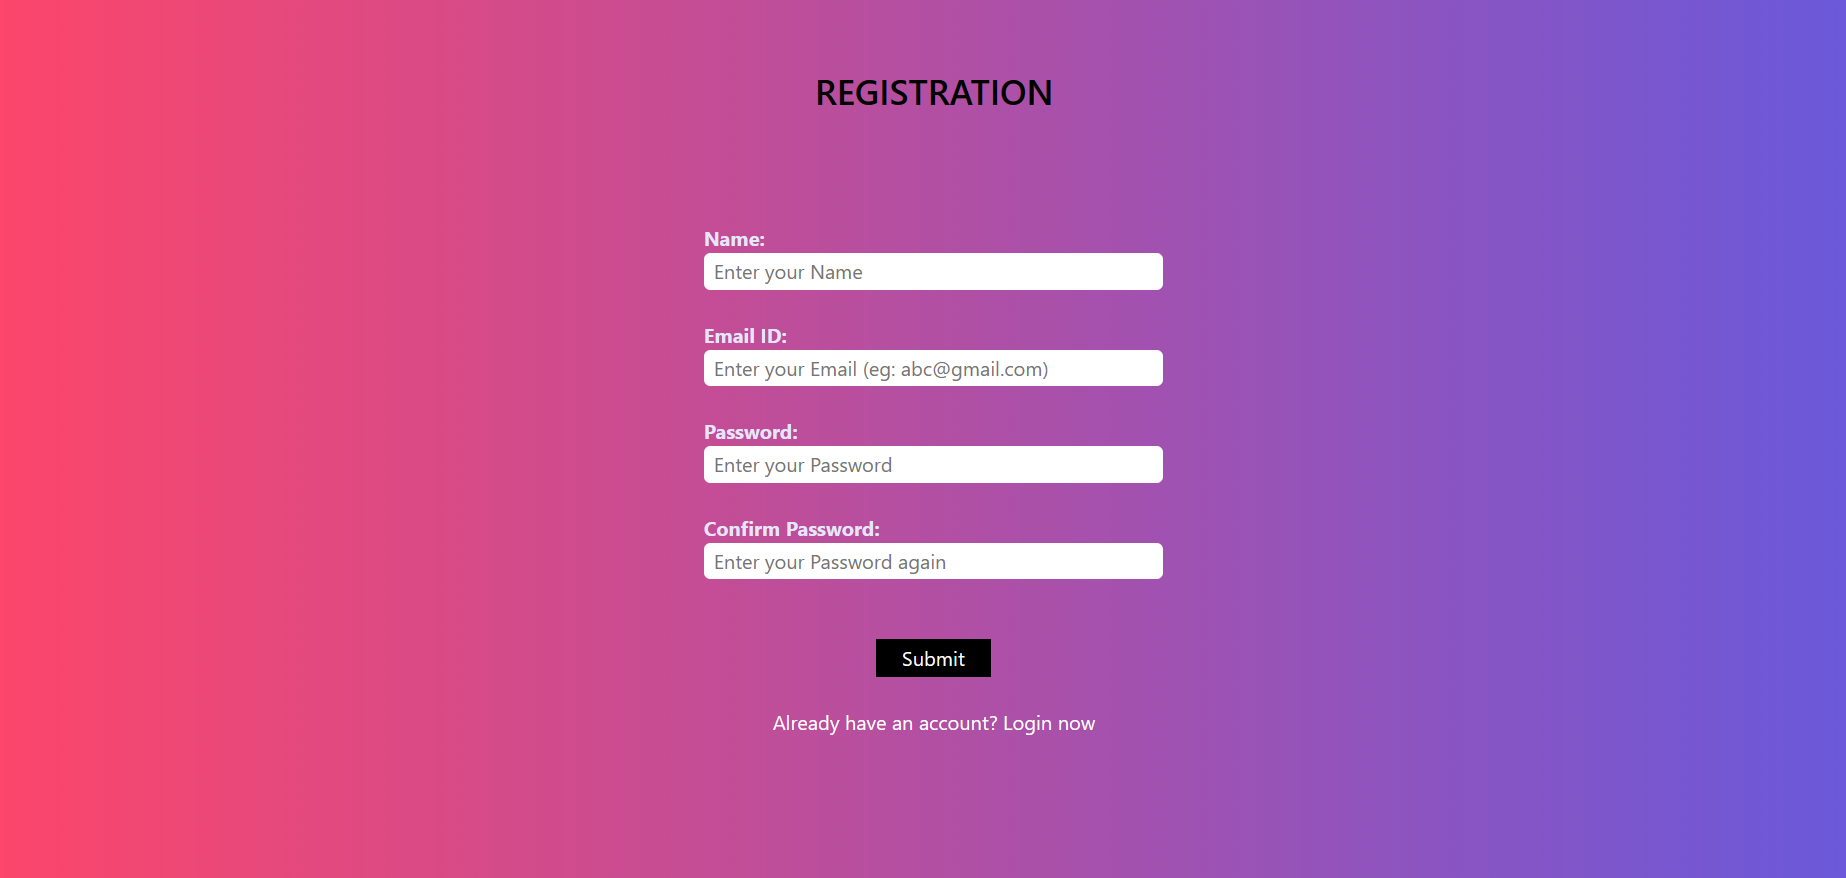 REGISTRATION
Name:
Enter your Name
Email ID:
Enter your Email (eg: abc@gmail.com)
Password:
Enter your Password
Confirm Password:
Enter your Password again
Submit
Already have an account? Login now